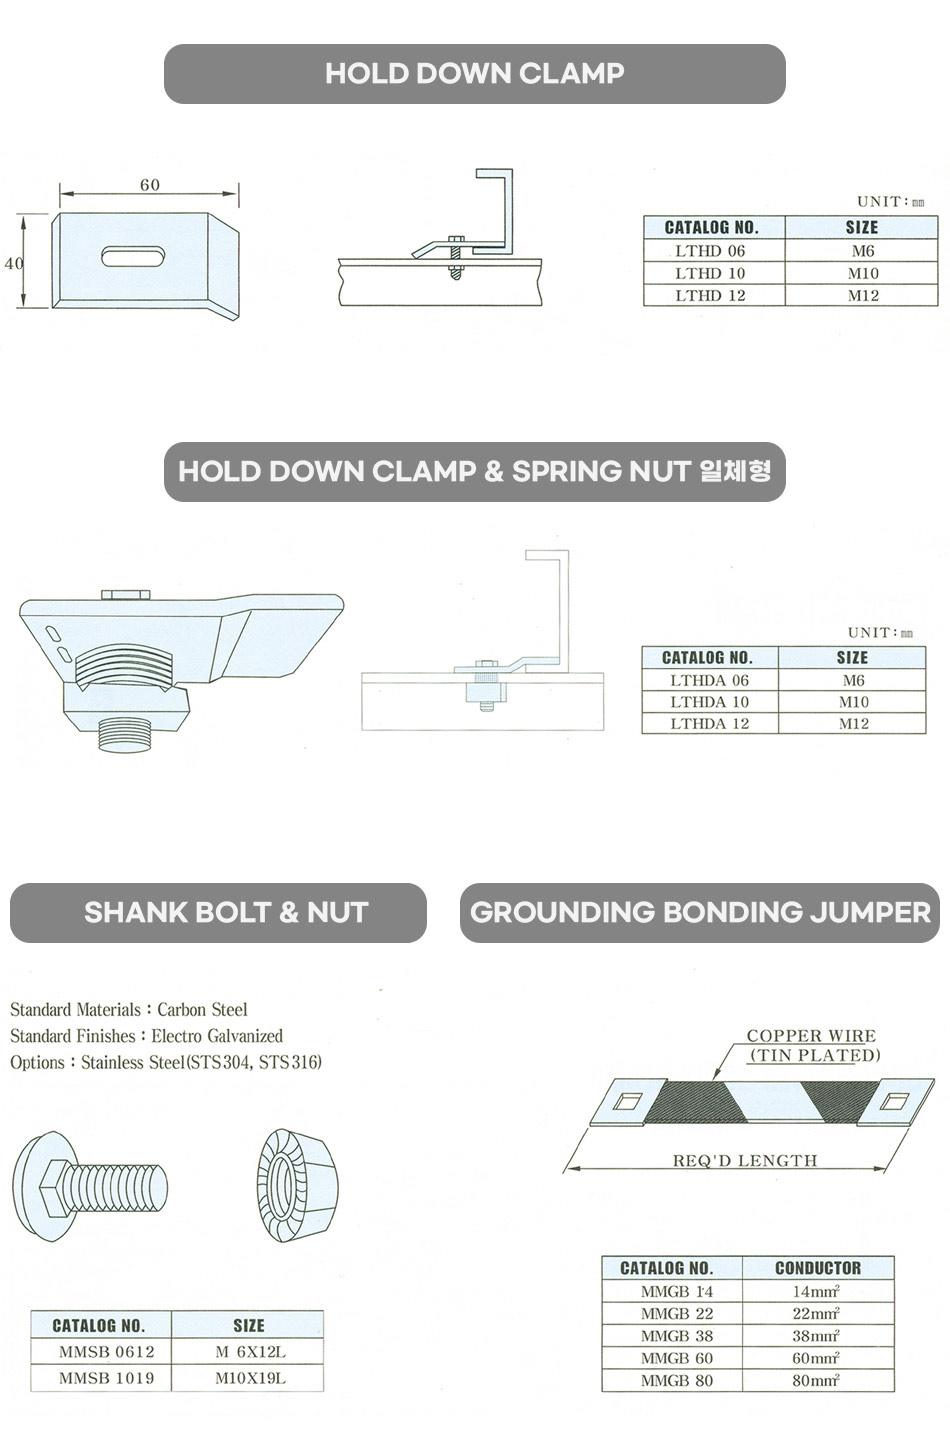 HOLD DOWN CLAMP
60
40
UNIT : ㎜
CATALOG NO. SIZE
LTHD 06 M6
LTHD 10 M10
LTHD 12 M12
HOLD DOWN CLAMP & SPRING NUT 일체형
UNIT : ㎜
CATALOG NO. SIZE
LTHDA 06 M6
LTHDA 10 M10
LTHDA 12 M12
SHANK BOLT & NUT
Standard Materials : Carbon Steel
Standard Finishes : Electro Galvanized
Options : Stainless Steel(STS304, STS316)
CATALOG NO. SIZE
MMSB 0612 M 6X12L
MMSB 1019 M10X19L
GROUNDING BONDING JUMPER
COPPER WIRE
(TIN PLATED)
REQ'D LENGTH
CATALOG NO. CONDUCTOR
MMGB 14 14mm²
MMGB 22 22mm²
MMGB 38 38mm²
MMGB 60 60mm²
MMGB 80 80mm²